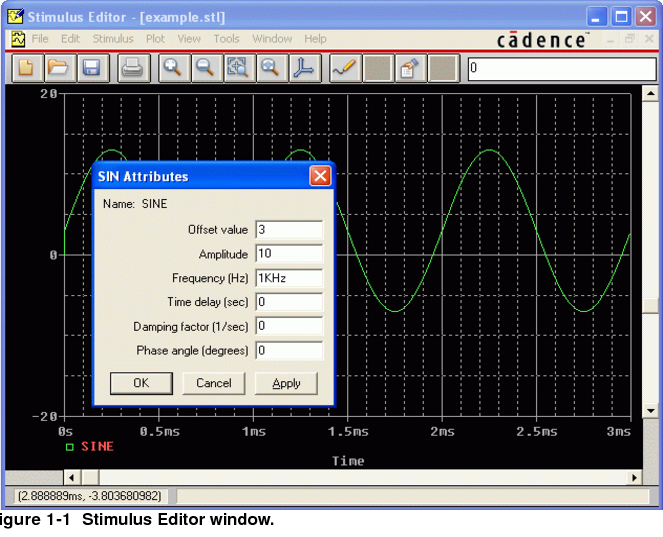 Stimulus Editor - [example.stl]
File Edit Stimulus Plot View Tools Window Help
cādence™
0
20
SIN Attributes
Name: SINE
Offset value 3
Amplitude 10
Frequency (Hz) 1KHz
Time delay (sec) 0
Damping factor (1/sec) 0
Phase angle (degrees) 0
OK Cancel Apply
0
-20
0s 0.5ms 1ms 1.5ms 2ms 2.5ms 3ms
SINE
Time
(2.888889ms, -3.803680982)
igure 1-1 Stimulus Editor window.